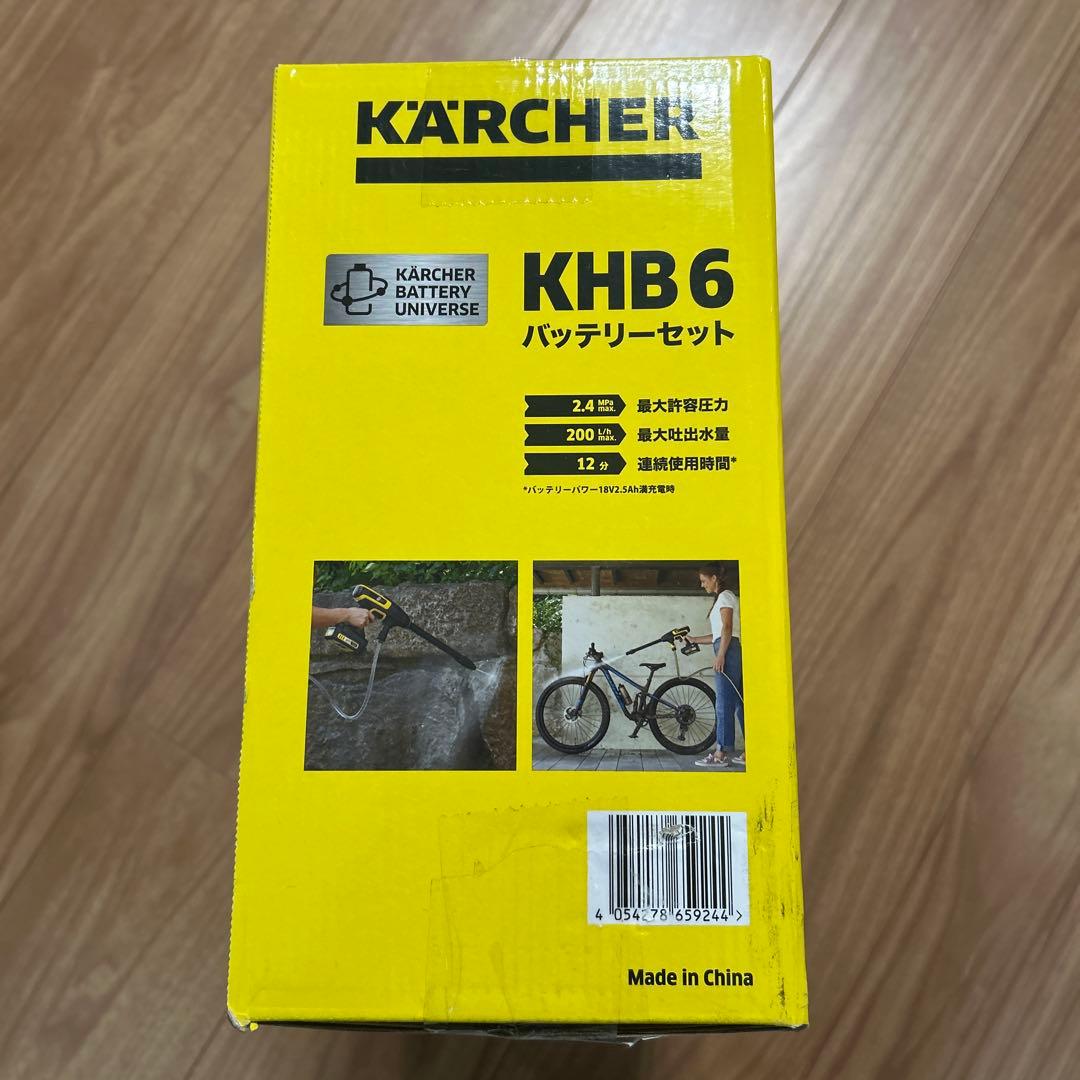 KÄRCHER
KÄRCHER
BATTERY
UNIVERSE
KHB 6
バッテリーセット
2.4 MPa max. 最大許容圧力
200 L/h max. 最大吐出水量
12 分 連続使用時間*
*バッテリーパワー18V2.5Ah満充電時
4 054278 659244 >
Made in China